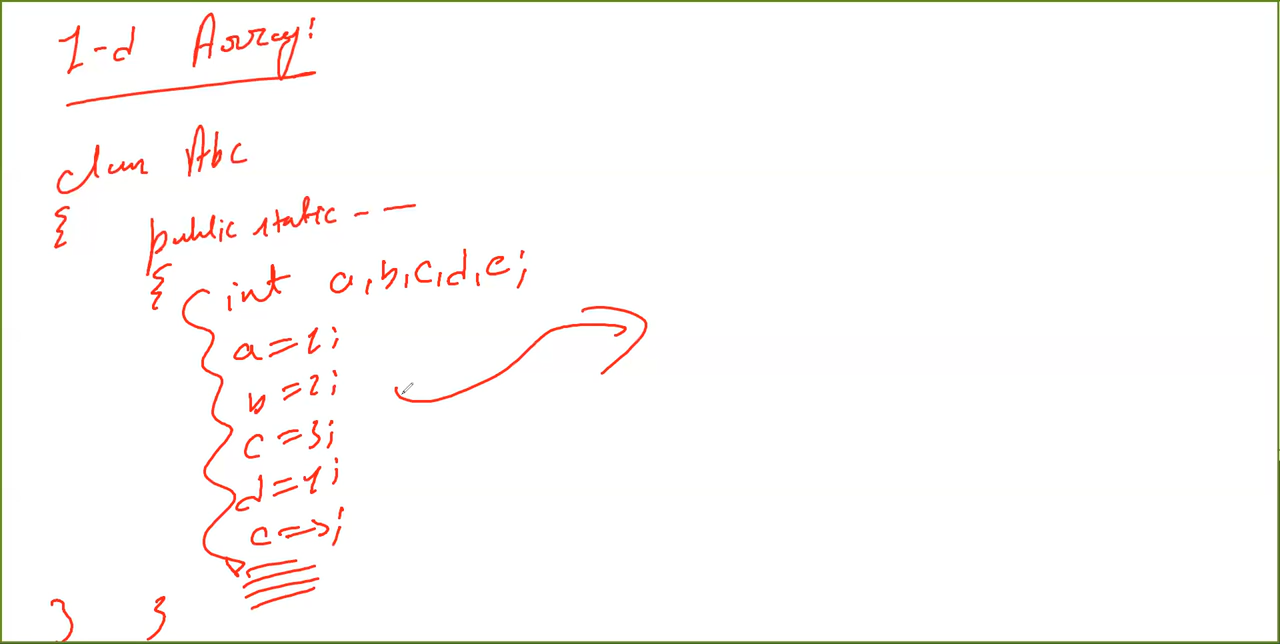 1-d Array:
class Abc
{ public static - —
{ int a,b,c,d,e;
a=1;
b=2;
c=3;
d=4;
e=5;
} }